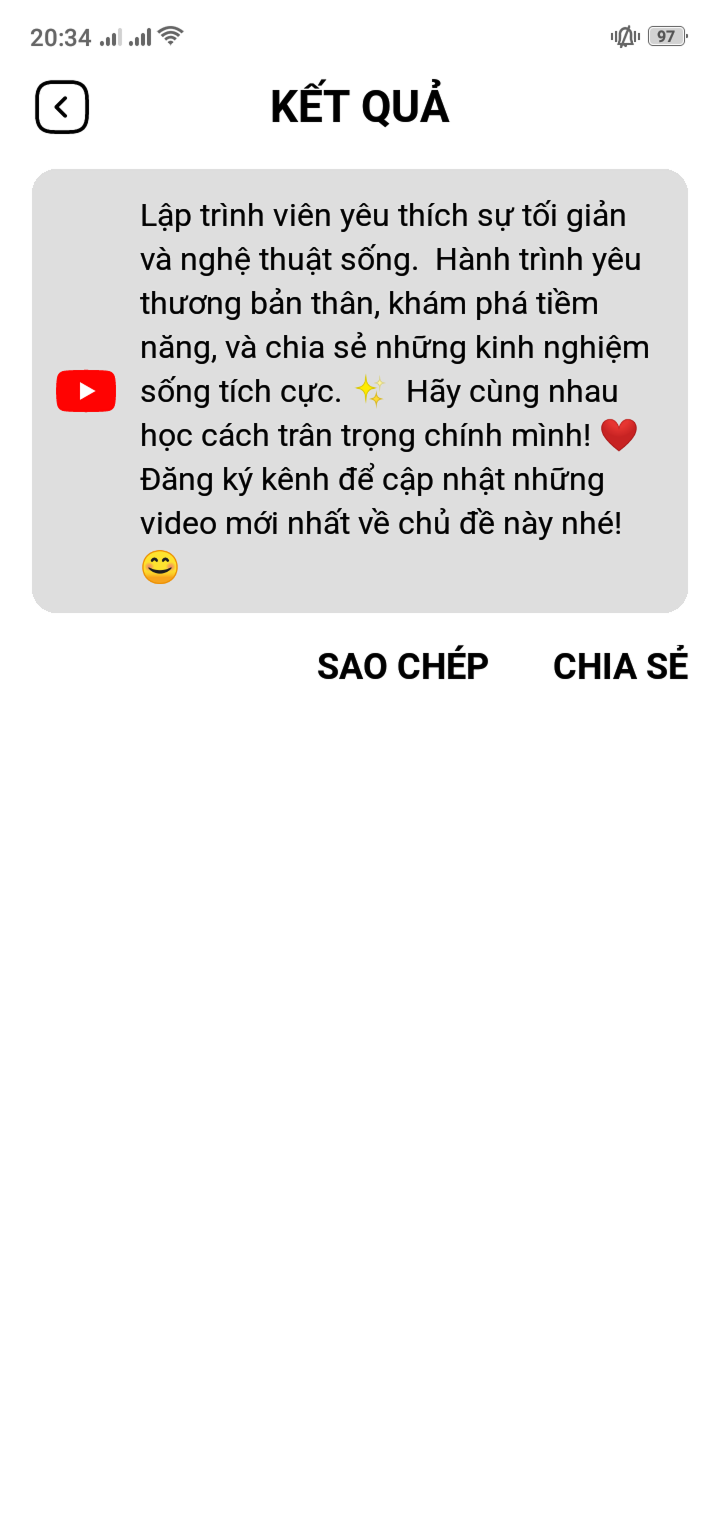 20:34
97
KẾT QUẢ
Lập trình viên yêu thích sự tối giản
và nghệ thuật sống.  Hành trình yêu
thương bản thân, khám phá tiềm
năng, và chia sẻ những kinh nghiệm
sống tích cực. ✨  Hãy cùng nhau
học cách trân trọng chính mình! ❤️
Đăng ký kênh để cập nhật những
video mới nhất về chủ đề này nhé!
😊
SAO CHÉP CHIA SẺ